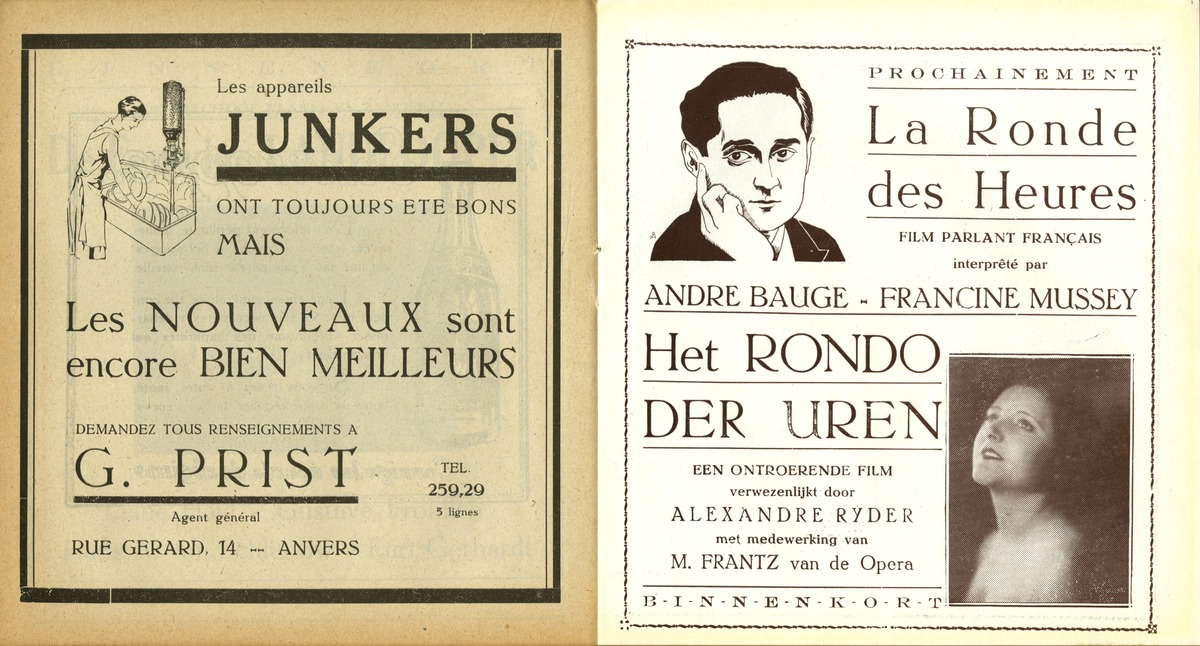 Les appareils
JUNKERS
ONT TOUJOURS ETE BONS
MAIS
Les NOUVEAUX sont
encore BIEN MEILLEURS
DEMANDEZ TOUS RENSEIGNEMENTS A
G. PRIST
Agent général
RUE GERARD, 14 -- ANVERS
TEL.
259,29
5 lignes
PROCHAINEMENT
La Ronde
des Heures
FILM PARLANT FRANÇAIS
interprêté par
ANDRE BAUGE - FRANCINE MUSSEY
Het RONDO
DER UREN
EEN ONTROERENDE FILM
verwezenlijkt door
ALEXANDRE RYDER
met medewerking van
M. FRANTZ van de Opera
B-I-N-N-E-N-K-O-R-T